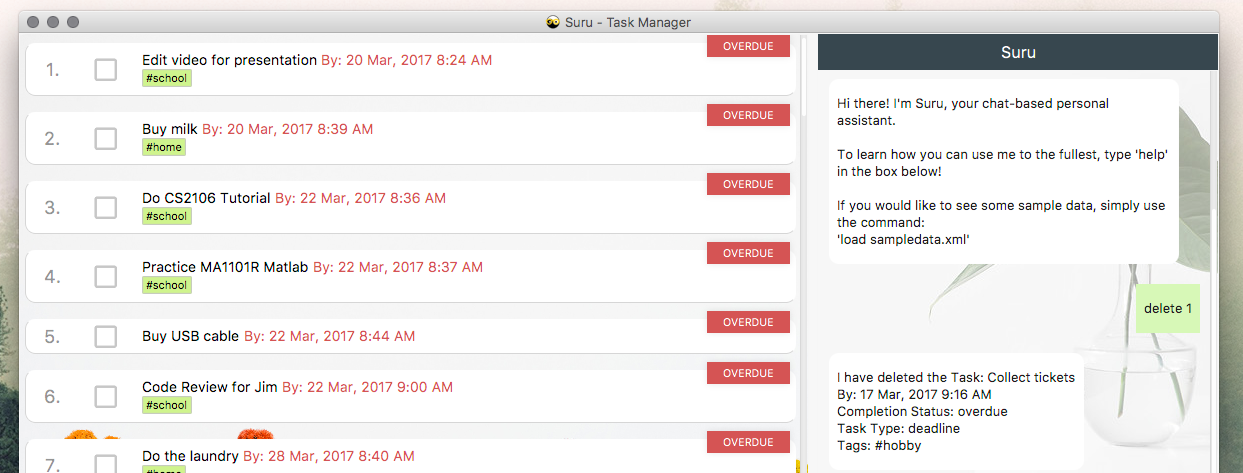 Suru - Task Manager
1.
Edit video for presentation By: 20 Mar, 2017 8:24 AM
#school
OVERDUE
2.
Buy milk By: 20 Mar, 2017 8:39 AM
#home
OVERDUE
3.
Do CS2106 Tutorial By: 22 Mar, 2017 8:36 AM
#school
OVERDUE
4.
Practice MA1101R Matlab By: 22 Mar, 2017 8:37 AM
#school
OVERDUE
5.
Buy USB cable By: 22 Mar, 2017 8:44 AM
OVERDUE
6.
Code Review for Jim By: 22 Mar, 2017 9:00 AM
#school
OVERDUE
7.
Do the laundry By: 28 Mar, 2017 8:40 AM
#home
OVERDUE
Suru
Hi there! I'm Suru, your chat-based personal
assistant.
To learn how you can use me to the fullest, type 'help'
in the box below!
If you would like to see some sample data, simply use
the command:
'load sampledata.xml'
delete 1
I have deleted the Task: Collect tickets
By: 17 Mar, 2017 9:16 AM
Completion Status: overdue
Task Type: deadline
Tags: #hobby